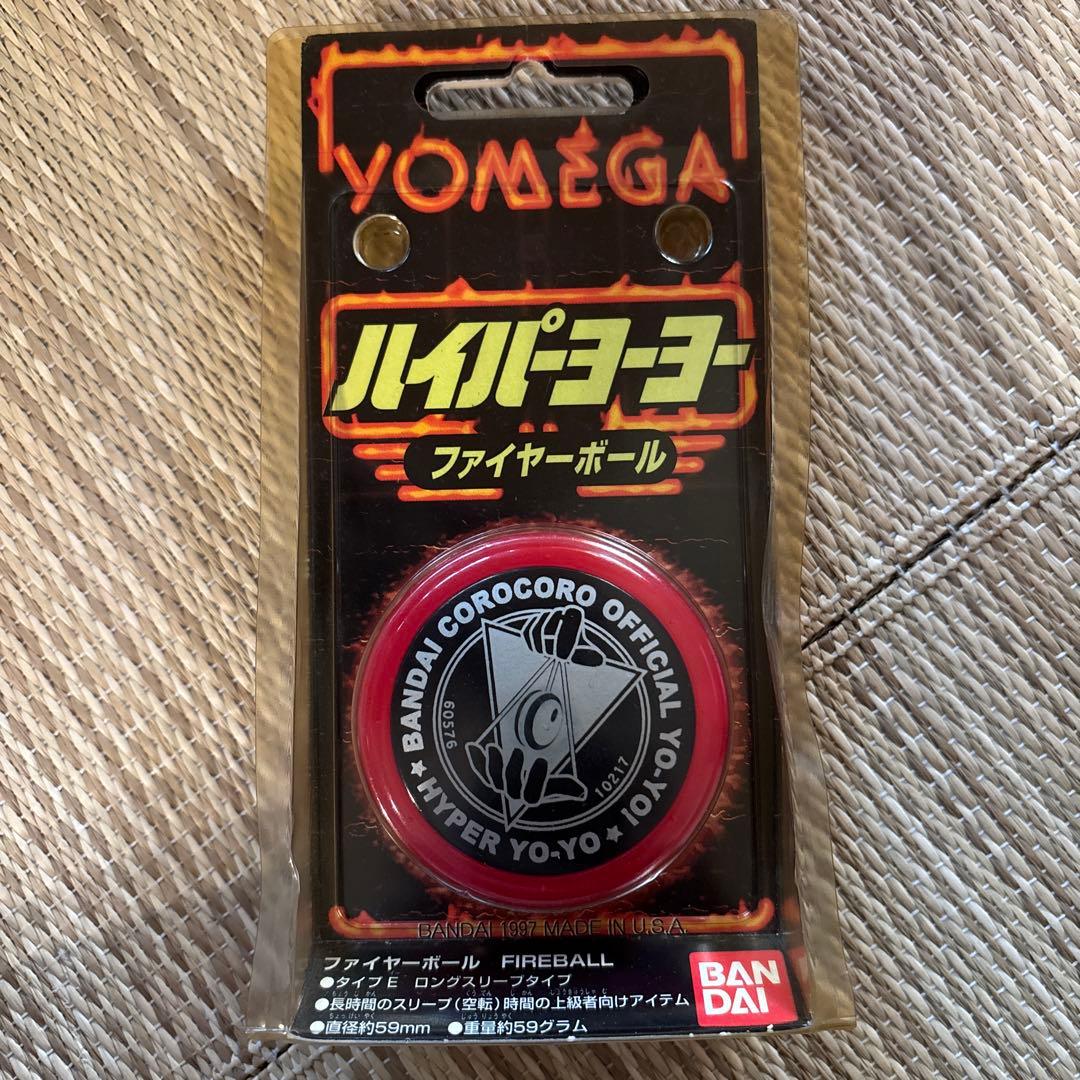 YOMEGA
ハイパーヨーヨー
ファイヤーボール
★ BANDAI COROCORO OFFICIAL YO-YO!
★ HYPER YO-YO
60576
10217
BANDAI 1997 MADE IN U.S.A.
ファイヤーボール FIREBALL
●タイプE ロングスリープタイプ
●長時間のスリープ(空転)時間の上級者向けアイテム
●直径約59mm ●重量約59グラム
BAN
DAI